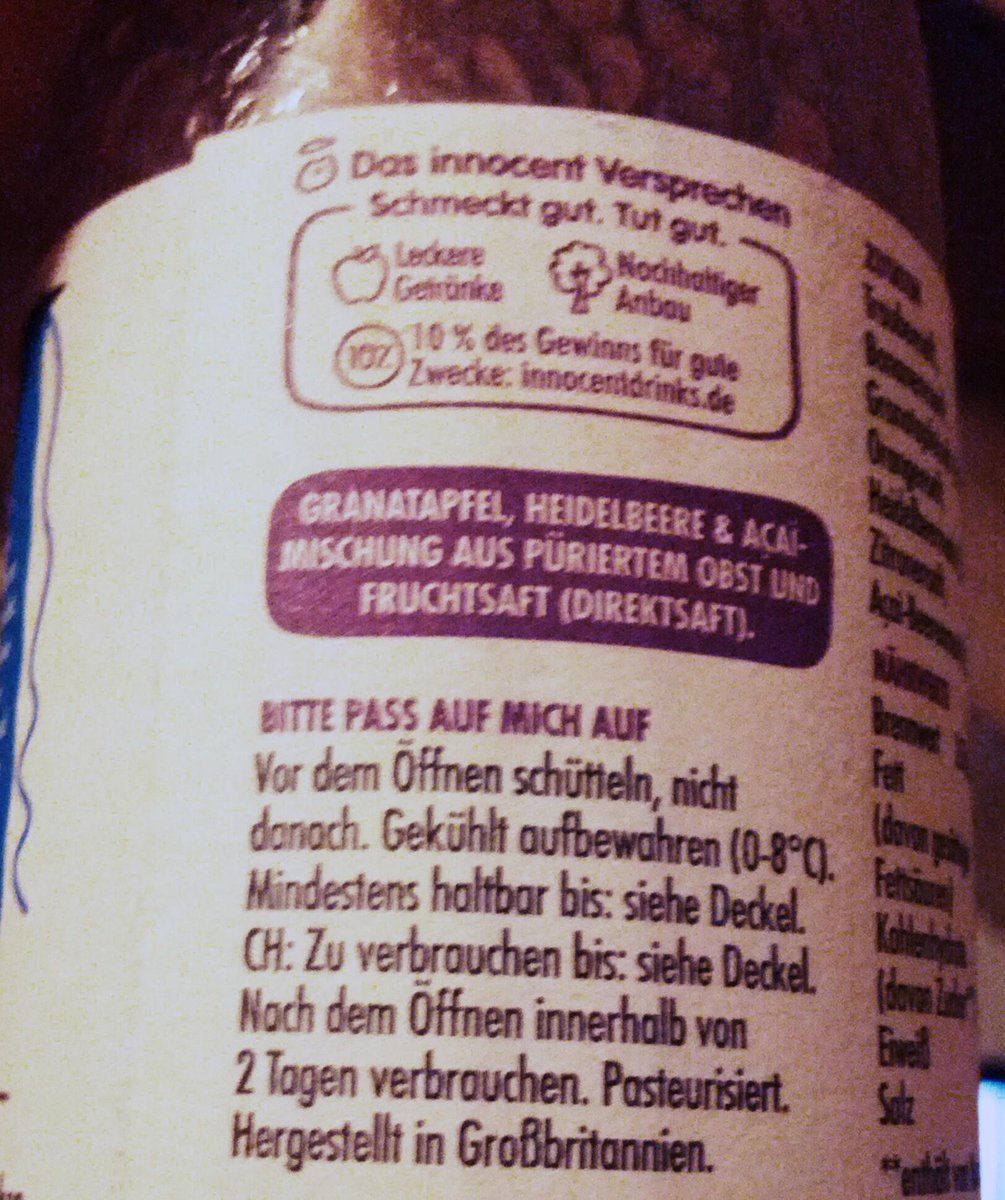 Das innocent Versprechen
Schmeckt gut. Tut gut.
Leckere
Getränke
Nachhaltiger
Anbau
10%
10 % des Gewinns für gute
Zwecke: innocentdrinks.de
GRANATAPFEL, HEIDELBEERE & AÇAÍ-
MISCHUNG AUS PÜRIERTEM OBST UND
FRUCHTSAFT (DIREKTSAFT).
BITTE PASS AUF MICH AUF
Vor dem Öffnen schütteln, nicht
danach. Gekühlt aufbewahren (0-8°C).
Mindestens haltbar bis: siehe Deckel.
CH: Zu verbrauchen bis: siehe Deckel.
Nach dem Öffnen innerhalb von
2 Tagen verbrauchen. Pasteurisiert.
Hergestellt in Großbritannien.
Fett
(davon
Eiweiß
Salz